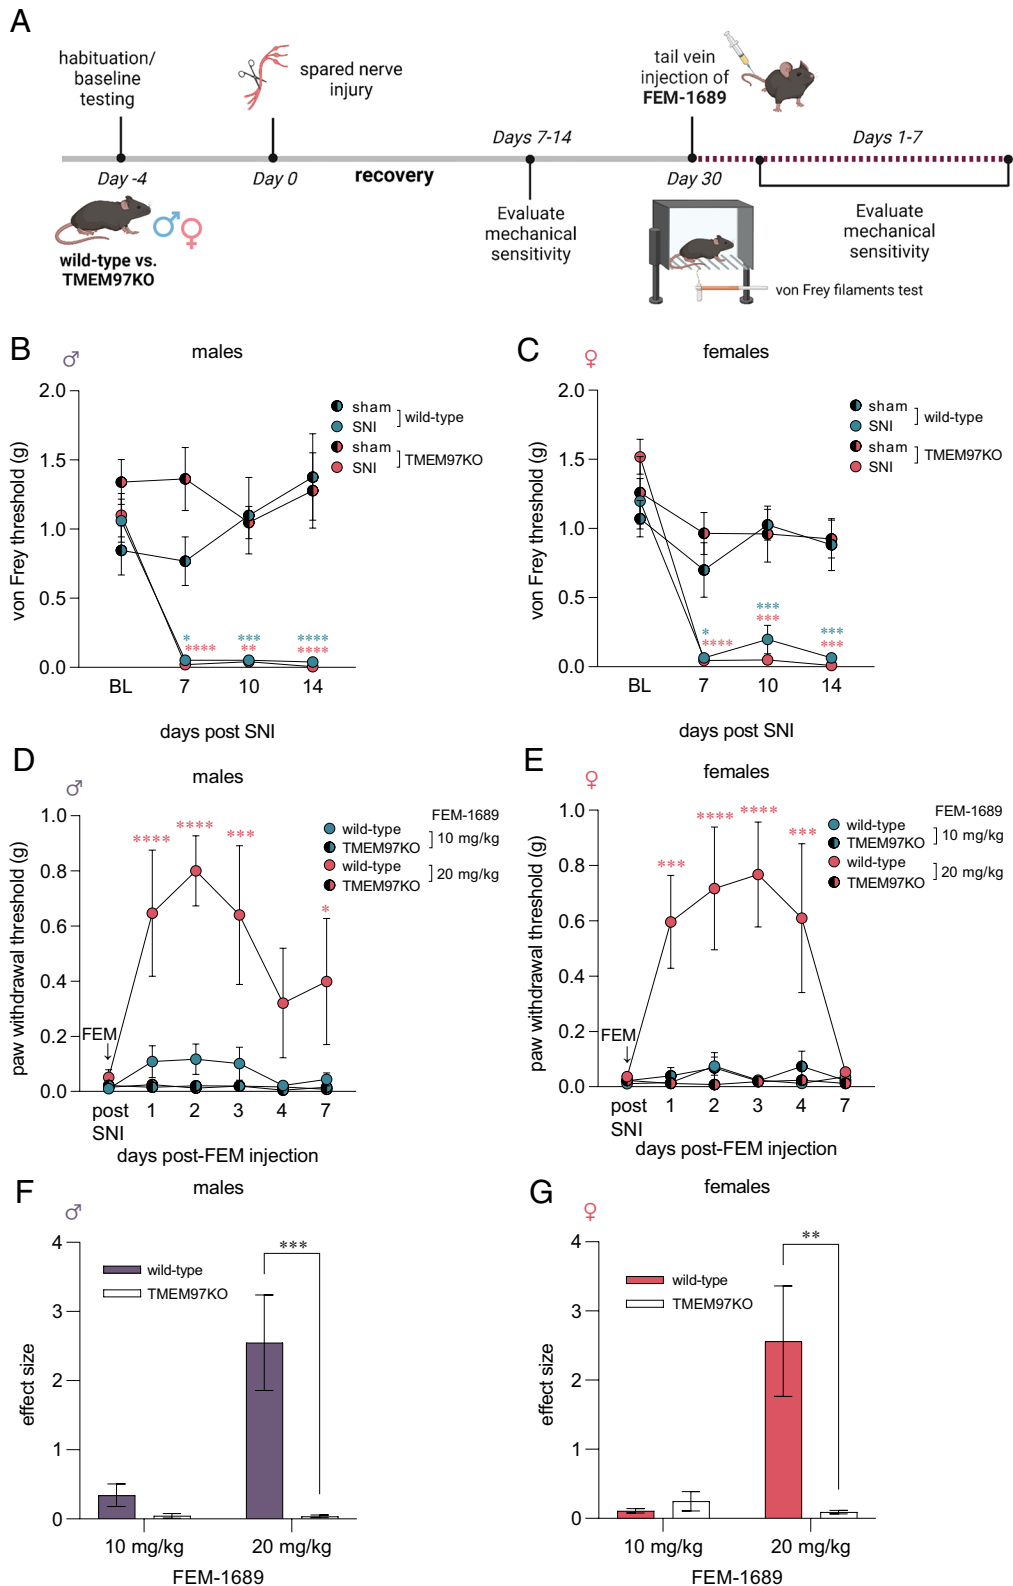 A
habituation/
baseline
testing
spared nerve
injury
tail vein
injection of
FEM-1689
Days 7-14
Days 1-7
Day -4
Day 0
recovery
Day 30
wild-type vs.
TMEM97KO
Evaluate
mechanical
sensitivity
Evaluate
mechanical
sensitivity
von Frey filaments test
B
♂
males
von Frey threshold (g)
2.0
1.5
1.0
0.5
0.0
sham
SNI
wild-type
sham
SNI
TMEM97KO
* *** ****
**** ** ****
BL 7 10 14
days post SNI
C
♀
females
von Frey threshold (g)
2.0
1.5
1.0
0.5
0.0
sham
SNI
wild-type
sham
SNI
TMEM97KO
* *** ***
**** *** ***
BL 7 10 14
days post SNI
D
♂
males
paw withdrawal threshold (g)
1.0
0.8
0.6
0.4
0.2
0.0
FEM-1689
wild-type
TMEM97KO
10 mg/kg
wild-type
TMEM97KO
20 mg/kg
**** **** *** *
FEM
post
SNI
1 2 3 4 7
days post-FEM injection
E
♀
females
paw withdrawal threshold (g)
1.0
0.8
0.6
0.4
0.2
0.0
FEM-1689
wild-type
TMEM97KO
10 mg/kg
wild-type
TMEM97KO
20 mg/kg
*** **** **** ***
FEM
post
SNI
1 2 3 4 7
days post-FEM injection
F
♂
males
effect size
4
3
2
1
0
wild-type
TMEM97KO
***
10 mg/kg 20 mg/kg
FEM-1689
G
♀
females
effect size
4
3
2
1
0
wild-type
TMEM97KO
**
10 mg/kg 20 mg/kg
FEM-1689